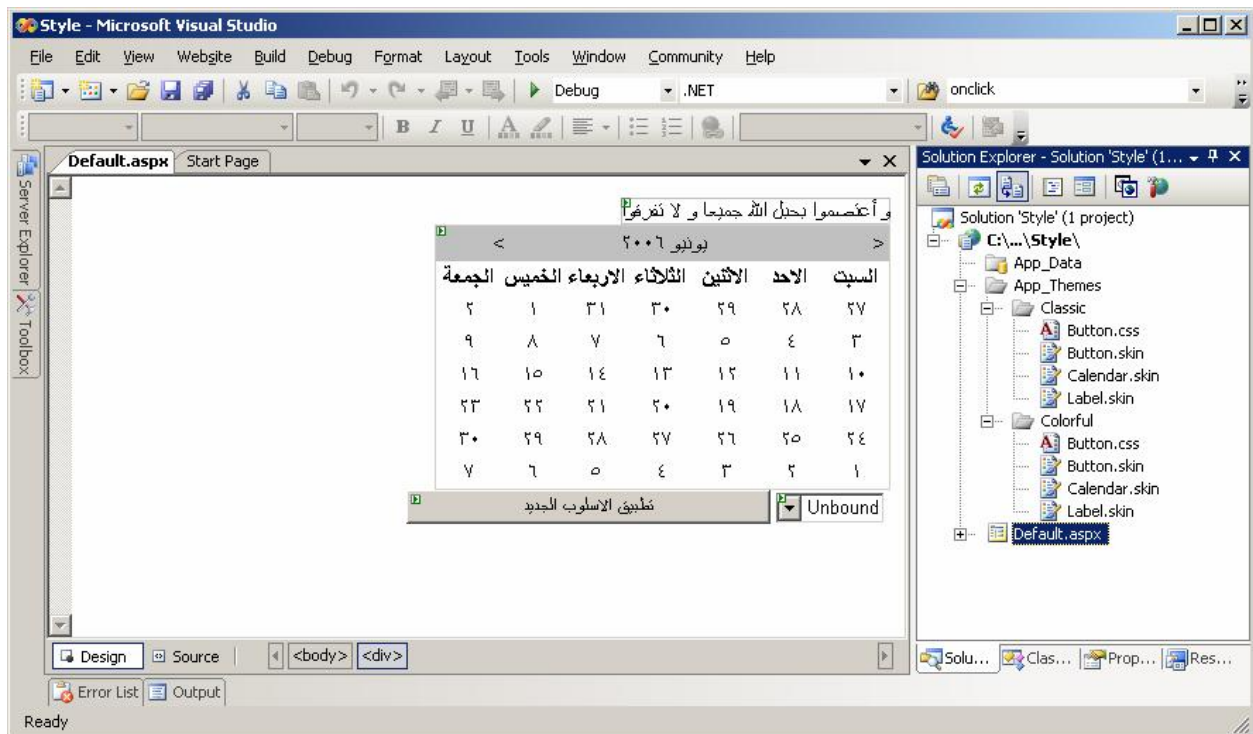 Style - Microsoft Visual Studio
File Edit View Website Build Debug Format Layout Tools Window Community Help
Debug .NET onclick
B I U A
Server Explorer
Toolbox
Default.aspx Start Page
و أعتصموا بحبل الله جميعا و لا تفرقوا
< يونيو ٢٠٠٦ >
السبت الاحد الاثنين الثلاثاء الاربعاء الخميس الجمعة
٢٧ ٢٨ ٢٩ ٣٠ ٣١ ١ ٢
٣ ٤ ٥ ٦ ٧ ٨ ٩
١٠ ١١ ١٢ ١٣ ١٤ ١٥ ١٦
١٧ ١٨ ١٩ ٢٠ ٢١ ٢٢ ٢٣
٢٤ ٢٥ ٢٦ ٢٧ ٢٨ ٢٩ ٣٠
١ ٢ ٣ ٤ ٥ ٦ ٧
تطبيق الاسلوب الجديد
Unbound
Design Source <body> <div>
Solution Explorer - Solution 'Style' (1...
Solution 'Style' (1 project)
C:\...\Style\
App_Data
App_Themes
Classic
Button.css
Button.skin
Calendar.skin
Label.skin
Colorful
Button.css
Button.skin
Calendar.skin
Label.skin
Default.aspx
Solu... Clas... Prop... Res...
Error List Output
Ready